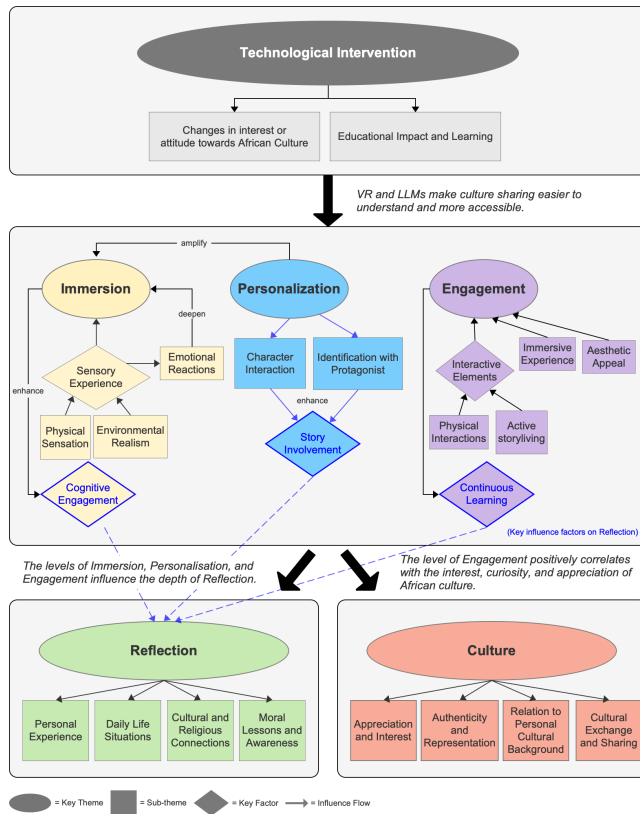 Technological Intervention
Changes in interest or
attitude towards African Culture
Educational Impact and Learning
VR and LLMs make culture sharing easier to
understand and more accessible.
amplify
Immersion
Personalization
Engagement
deepen
Sensory
Experience
Emotional
Reactions
Character
Interaction
Identification with
Protagonist
Interactive
Elements
Immersive
Experience
Aesthetic
Appeal
enhance
enhance
Physical
Sensation
Environmental
Realism
Story
Involvement
Physical
Interactions
Active
storyliving
Cognitive
Engagement
Continuous
Learning
(Key influence factors on Reflection)
The levels of Immersion, Personalisation, and
Engagement influence the depth of Reflection.
The level of Engagement positively correlates
with the interest, curiosity, and appreciation of
African culture.
Reflection
Personal
Experience
Daily Life
Situations
Cultural and
Religious
Connections
Moral
Lessons and
Awareness
Culture
Appreciation
and Interest
Authenticity
and
Representation
Relation to
Personal
Cultural
Background
Cultural
Exchange
and Sharing
= Key Theme
= Sub-theme
= Key Factor
= Influence Flow